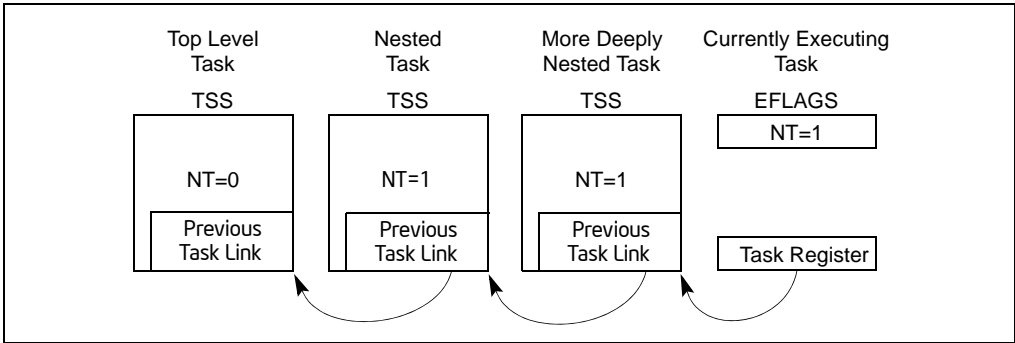 Top Level
Task
Nested
Task
More Deeply
Nested Task
Currently Executing
Task
TSS
TSS
TSS
EFLAGS
NT=1
NT=0
NT=1
NT=1
Previous
Task Link
Previous
Task Link
Previous
Task Link
Task Register